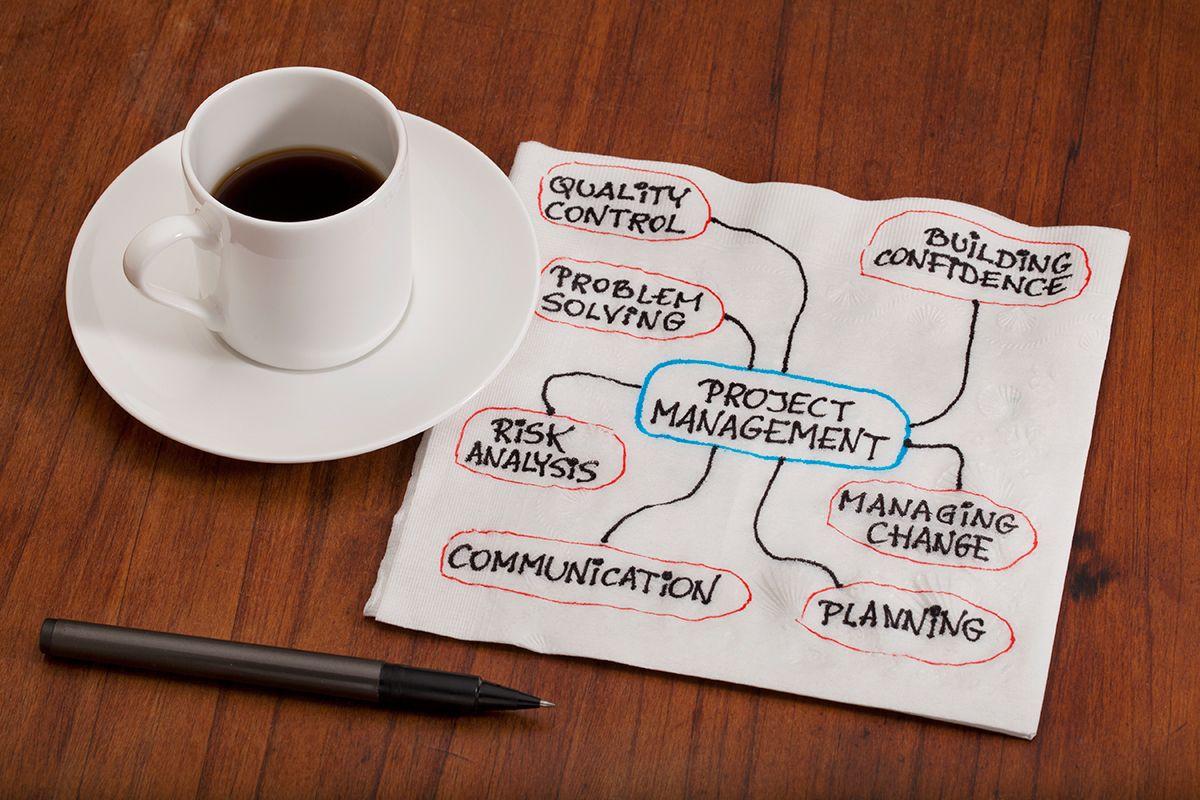 QUALITY
CONTROL
BUILDING
CONFIDENCE
PROBLEM
SOLVING
PROJECT
MANAGEMENT
RISK
ANALYSIS
MANAGING
CHANGE
COMMUNICATION
PLANNING